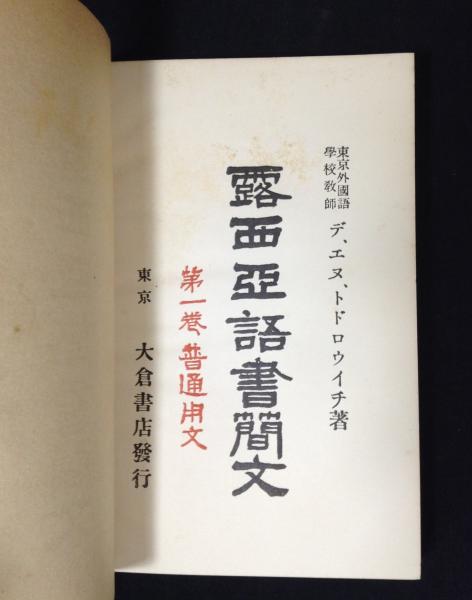 東京外國語
學校教師
デ、エヌ、トドロウイチ著
露西亞語書簡文
第一卷普通用文
東京 大倉書店發行